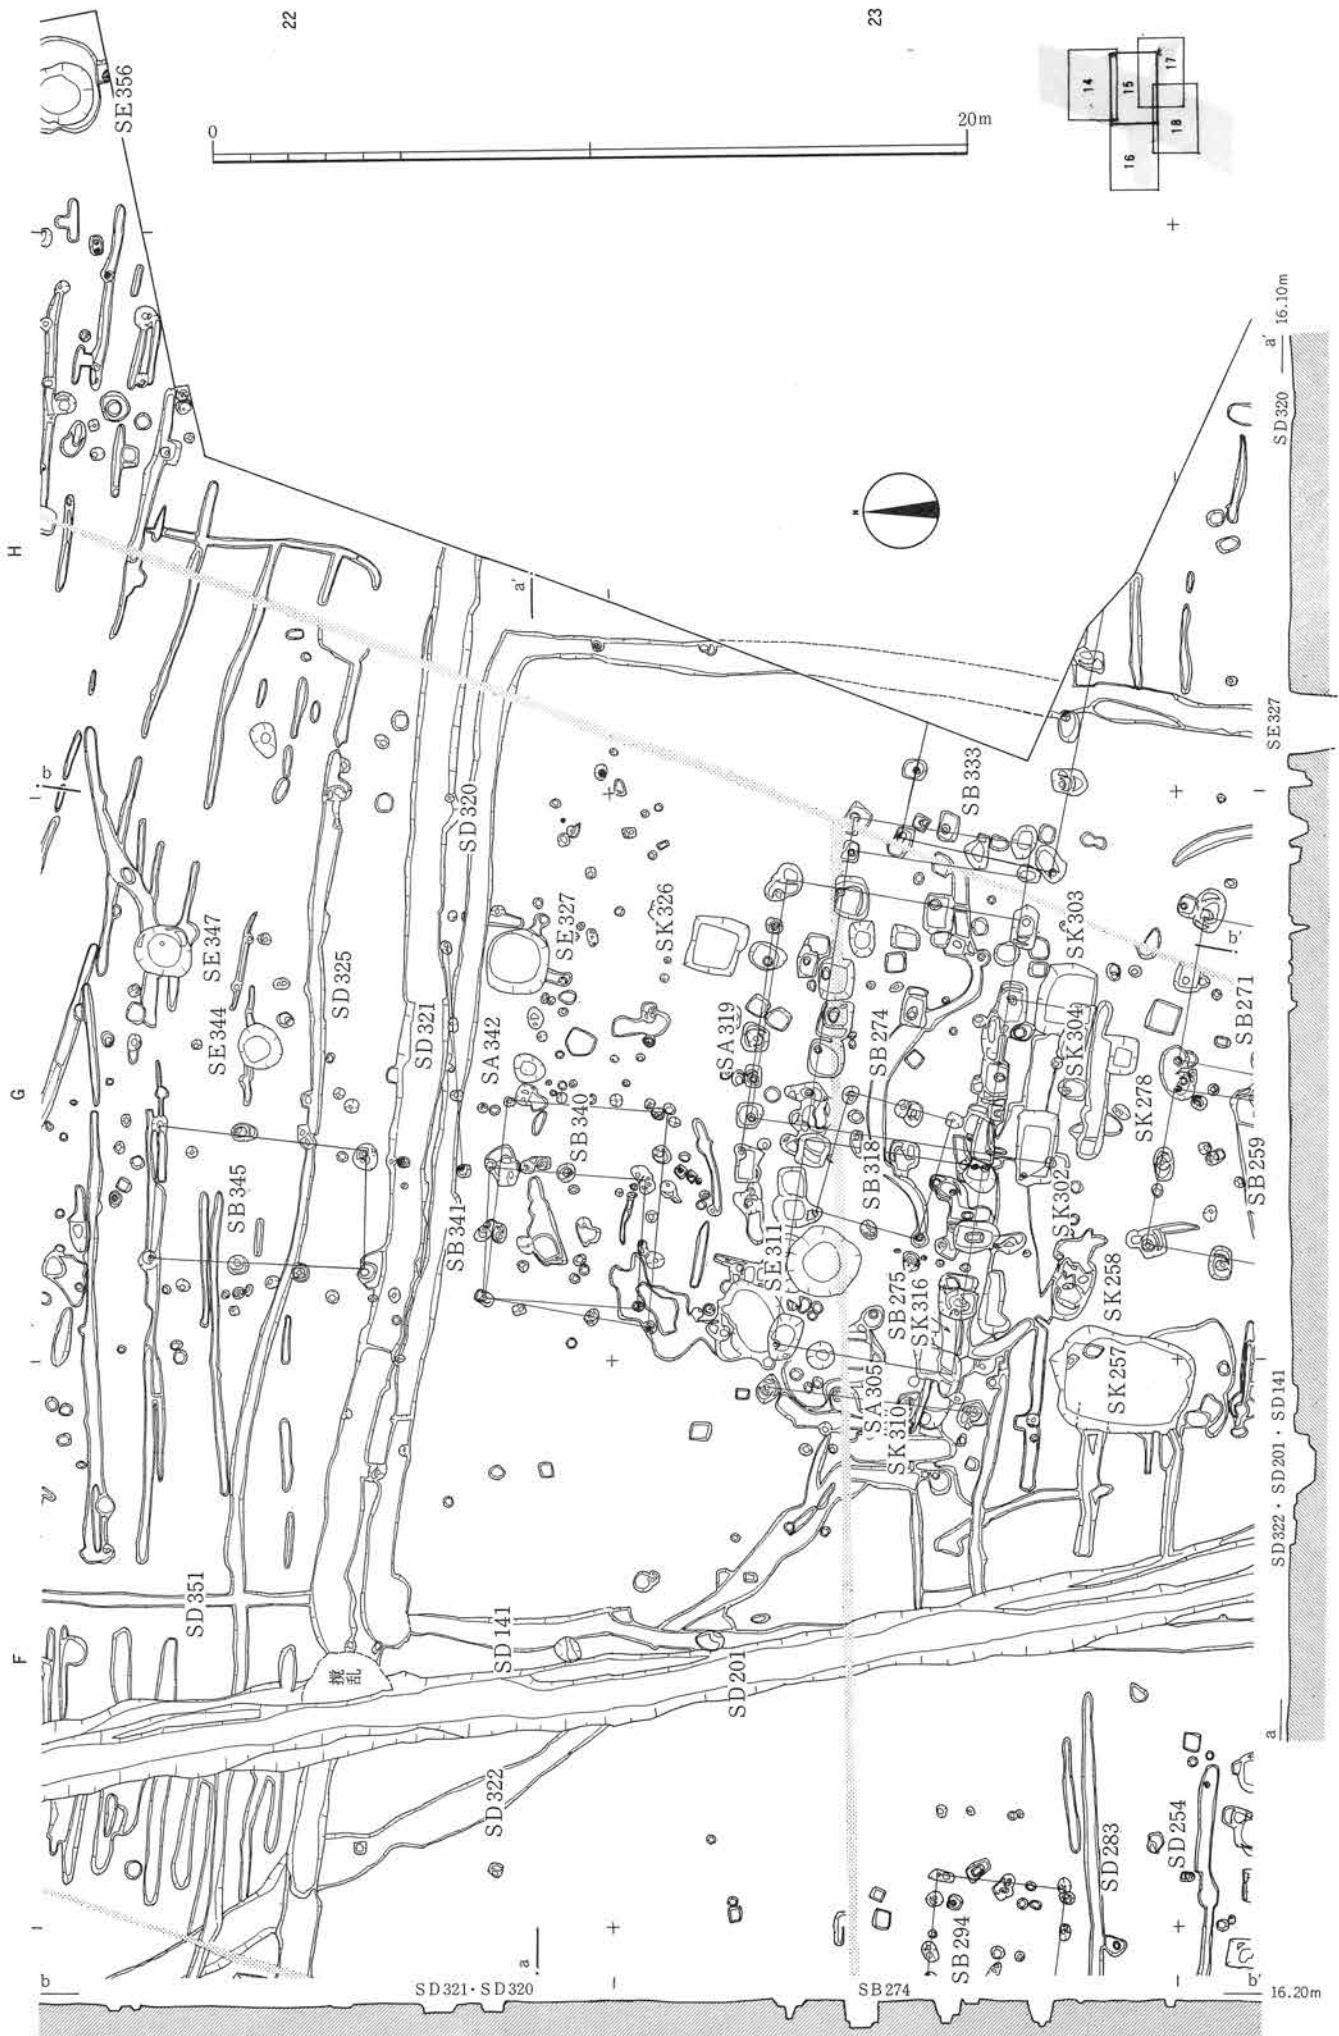 22
23
H
G
F
SE356
0
20m
14
15
16
17
18
a'
16.10m
SD320
N
a'
b
SE327
SD320
SB333
SE347
SD325
SE344
SD321
SA342
SE327
SK326
SB340
SA319
SB274
SK303
SK304
SK278
SB271
b'
SB345
SB341
SB318
SK302
SB259
SE311
SB275
SK316
SK258
SA305
SK310
SK257
SD322・SD201・SD141
SD351
撹乱
SD141
SD201
SD322
SD283
SD254
SB294
a
a
b
SD321・SD320
SB274
b'
16.20m